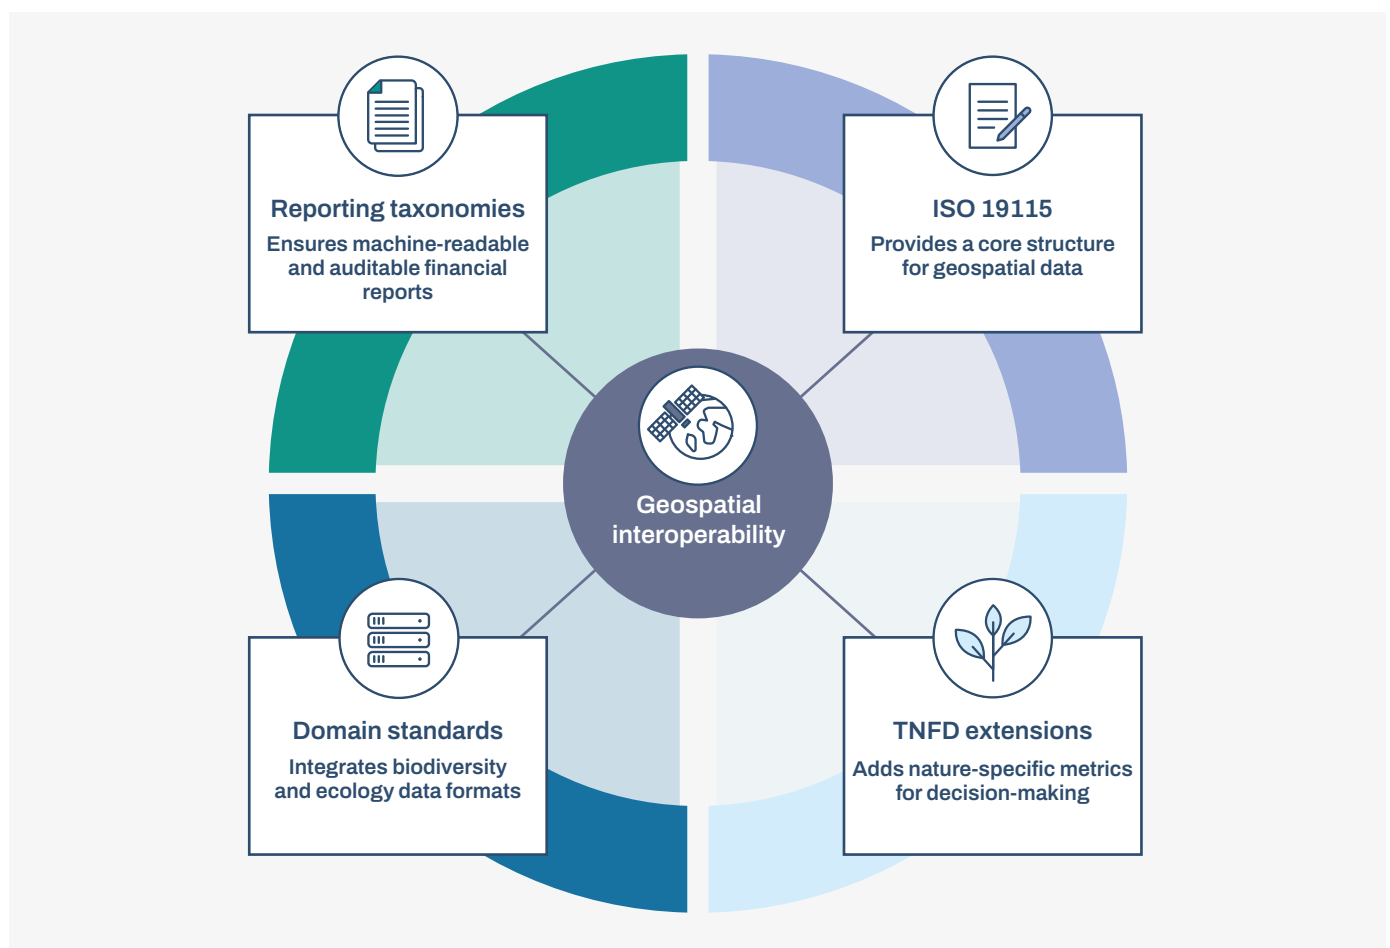 Reporting taxonomies
Ensures machine-readable
and auditable financial
reports
ISO 19115
Provides a core structure
for geospatial data
Geospatial
interoperability
Domain standards
Integrates biodiversity
and ecology data formats
TNFD extensions
Adds nature-specific metrics
for decision-making